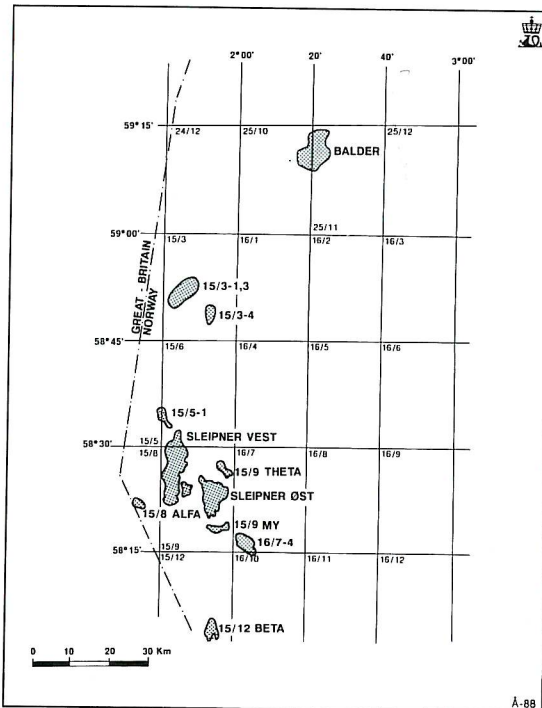 2°00' 20' 40' 3°00'
59°15'
24/12 25/10 25/12
BALDER
25/11
59°00'
15/3 16/1 16/2 16/3
GREAT-BRITAIN
NORWAY
15/3-1,3
15/3-4
58°45'
15/6 16/4 16/5 16/6
15/5-1
SLEIPNER VEST
58°30'
15/5
15/8 16/7 16/8 16/9
15/9 THETA
SLEIPNER ØST
15/8 ALFA
15/9 MY
16/7-4
58°15'
15/9
15/12 16/10 16/11 16/12
15/12 BETA
0 10 20 30 Km
Å-88